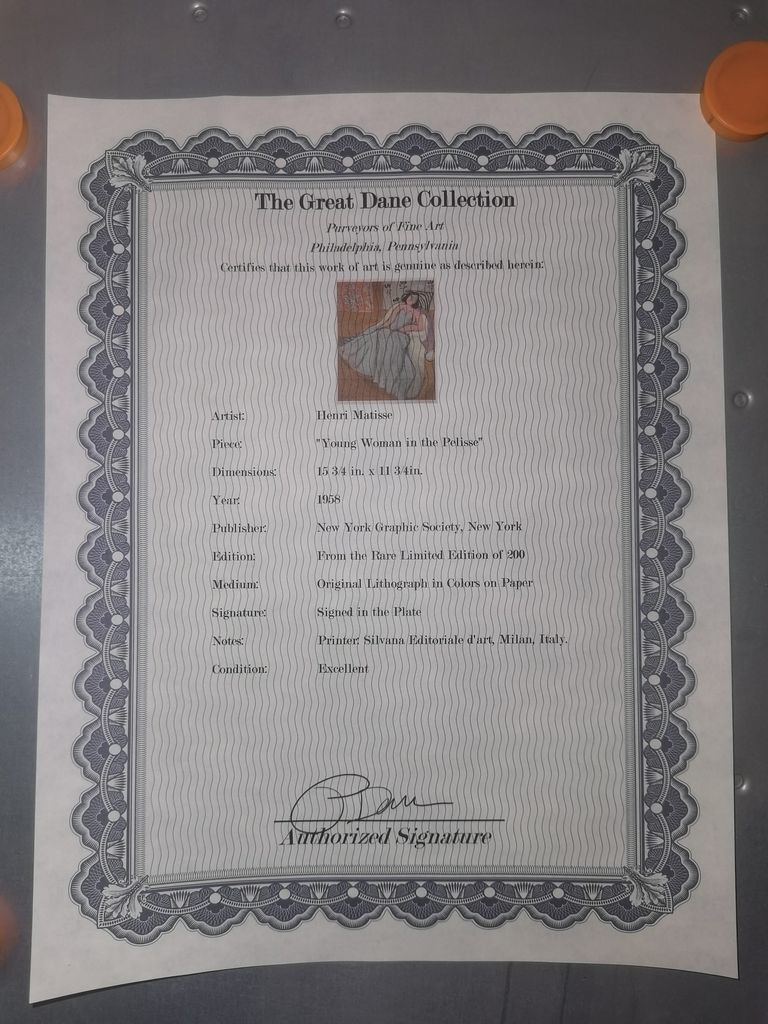 The Great Dane Collection
Purveyors of Fine Art
Philadelphia, Pennsylvania
Certifies that this work of art is genuine as described herein:
Artist: Henri Matisse
Piece: "Young Woman in the Pelisse"
Dimensions: 15 3/4 in. x 11 3/4in.
Year: 1958
Publisher: New York Graphic Society, New York
Edition: From the Rare Limited Edition of 200
Medium: Original Lithograph in Colors on Paper
Signature: Signed in the Plate
Notes: Printer: Silvana Editoriale d'art, Milan, Italy.
Condition: Excellent
Authorized Signature